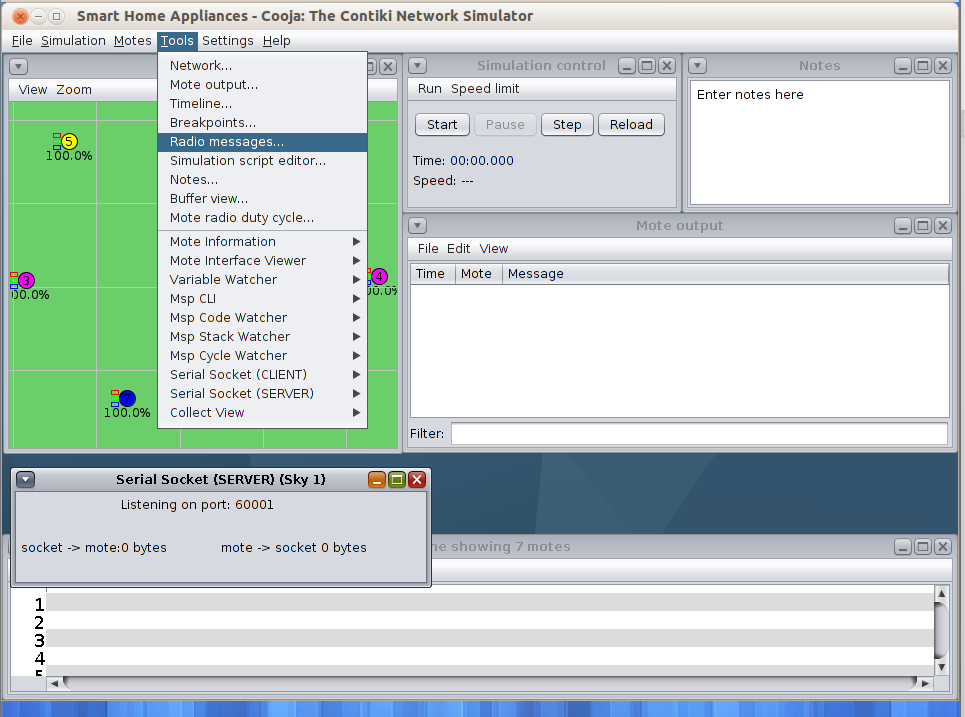 Smart Home Appliances - Cooja: The Contiki Network Simulator
File Simulation Motes Tools Settings Help
View Zoom
5
100.0%
3
00.0%
4
00.0%
7
100.0%
Network...
Mote output...
Timeline...
Breakpoints...
Radio messages...
Simulation script editor...
Notes...
Buffer view...
Mote radio duty cycle...
Mote Information
Mote Interface Viewer
Variable Watcher
Msp CLI
Msp Code Watcher
Msp Stack Watcher
Msp Cycle Watcher
Serial Socket (CLIENT)
Serial Socket (SERVER)
Collect View
Simulation control
Run Speed limit
Start Pause Step Reload
Time: 00:00.000
Speed: ---
Notes
Enter notes here
Mote output
File Edit View
Time Mote Message
Filter:
Serial Socket (SERVER) (Sky 1)
Listening on port: 60001
socket -> mote:0 bytes mote -> socket 0 bytes
ne showing 7 motes
1
2
3
4
5